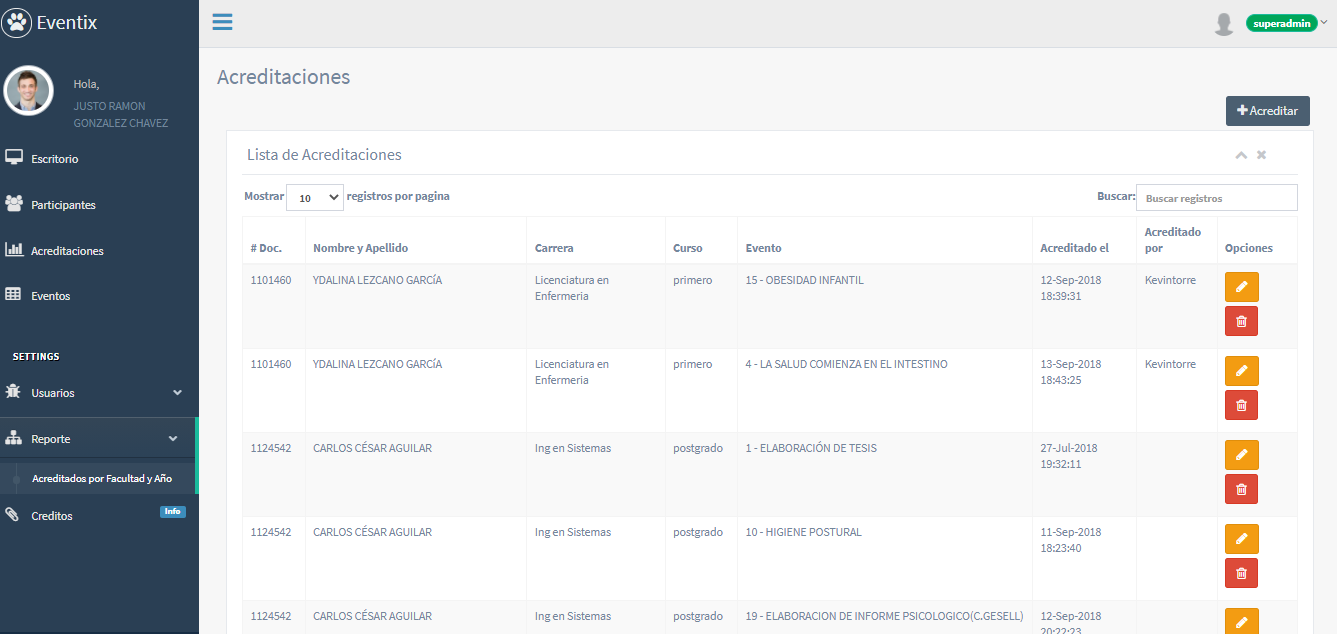 Eventix
superadmin
Hola,
JUSTO RAMON
GONZALEZ CHAVEZ
Escritorio
Participantes
Acreditaciones
Eventos
SETTINGS
Usuarios
Reporte
Acreditados por Facultad y Año
Creditos Info
Acreditaciones
Acreditar
Lista de Acreditaciones
Mostrar 10 registros por pagina
Buscar: Buscar registros
# Doc. Nombre y Apellido Carrera Curso Evento Acreditado el Acreditado por Opciones
1101460 YDALINA LEZCANO GARCÍA Licenciatura en Enfermeria primero 15 - OBESIDAD INFANTIL 12-Sep-2018 18:39:31 Kevintorre
1101460 YDALINA LEZCANO GARCÍA Licenciatura en Enfermeria primero 4 - LA SALUD COMIENZA EN EL INTESTINO 13-Sep-2018 18:43:25 Kevintorre
1124542 CARLOS CÉSAR AGUILAR Ing en Sistemas postgrado 1 - ELABORACIÓN DE TESIS 27-Jul-2018 19:32:11
1124542 CARLOS CÉSAR AGUILAR Ing en Sistemas postgrado 10 - HIGIENE POSTURAL 11-Sep-2018 18:23:40
1124542 CARLOS CÉSAR AGUILAR Ing en Sistemas postgrado 19 - ELABORACION DE INFORME PSICOLOGICO(C.GESELL) 12-Sep-2018 20:22:23